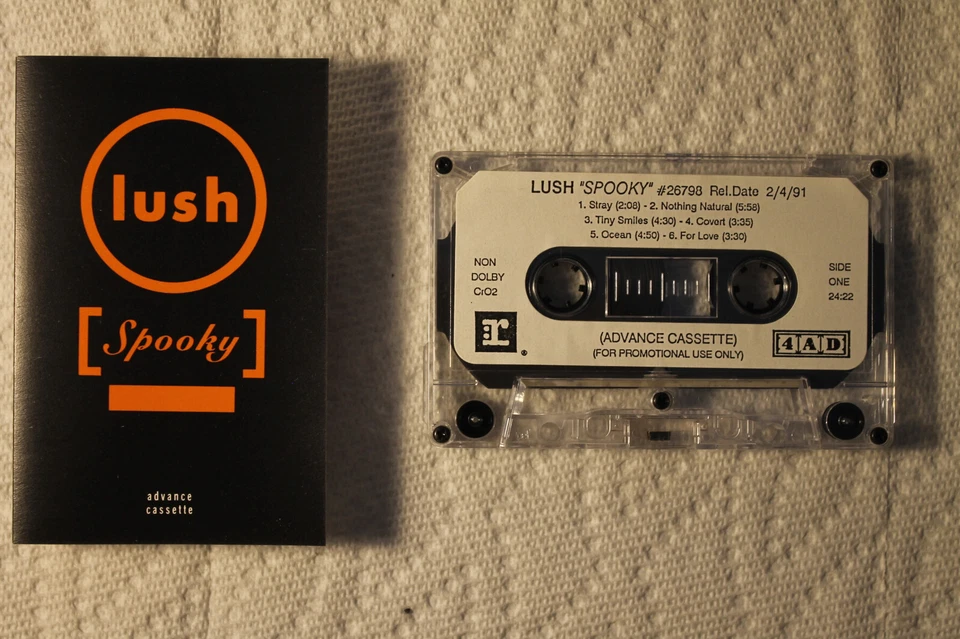 lush
[Spooky]
advance
cassette
LUSH "SPOOKY" #26798 Rel.Date 2/4/91
1. Stray (2:08) - 2. Nothing Natural (5:58)
3. Tiny Smiles (4:30) - 4. Covert (3:35)
5. Ocean (4:50) - 6. For Love (3:30)
NON
DOLBY
CrO2
SIDE
ONE
24:22
r®
(ADVANCE CASSETTE)
(FOR PROMOTIONAL USE ONLY)
4AD